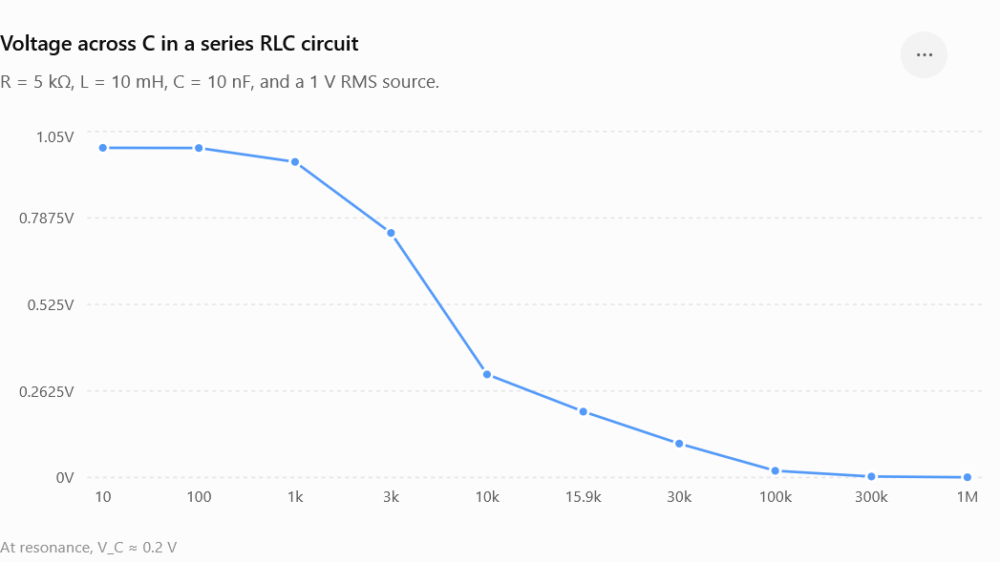 Voltage across C in a series RLC circuit
R = 5 kΩ, L = 10 mH, C = 10 nF, and a 1 V RMS source.
1.05V
0.7875V
0.525V
0.2625V
0V
10 100 1k 3k 10k 15.9k 30k 100k 300k 1M
At resonance, V_C ≈ 0.2 V